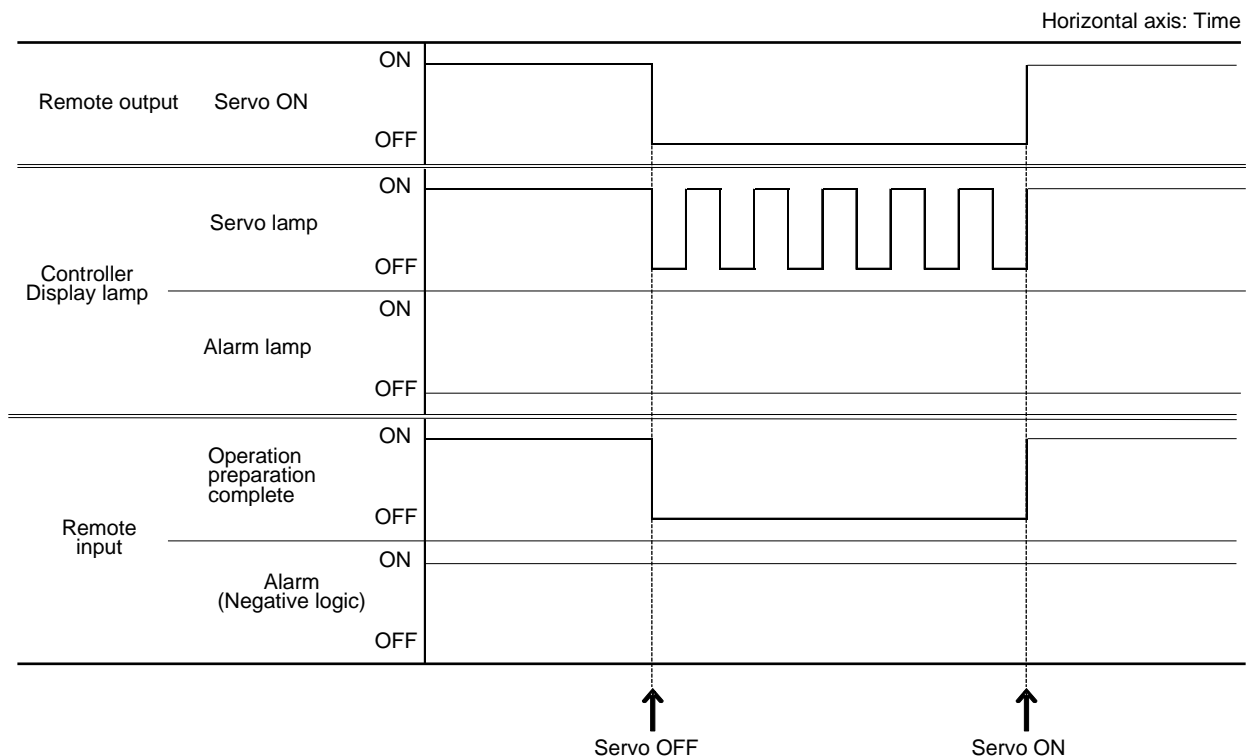 Horizontal axis: Time
Remote output
Servo ON
ON
OFF
Controller
Display lamp
Servo lamp
ON
OFF
Alarm lamp
ON
OFF
Remote
input
Operation
preparation
complete
ON
OFF
Alarm
(Negative logic)
ON
OFF
Servo OFF
Servo ON